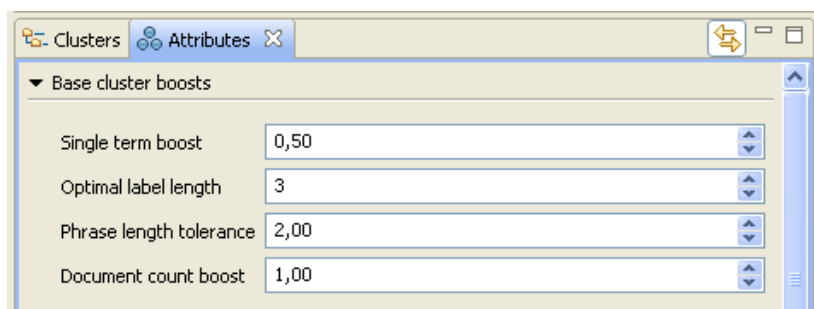 Clusters Attributes
Base cluster boosts
Single term boost 0,50
Optimal label length 3
Phrase length tolerance 2,00
Document count boost 1,00